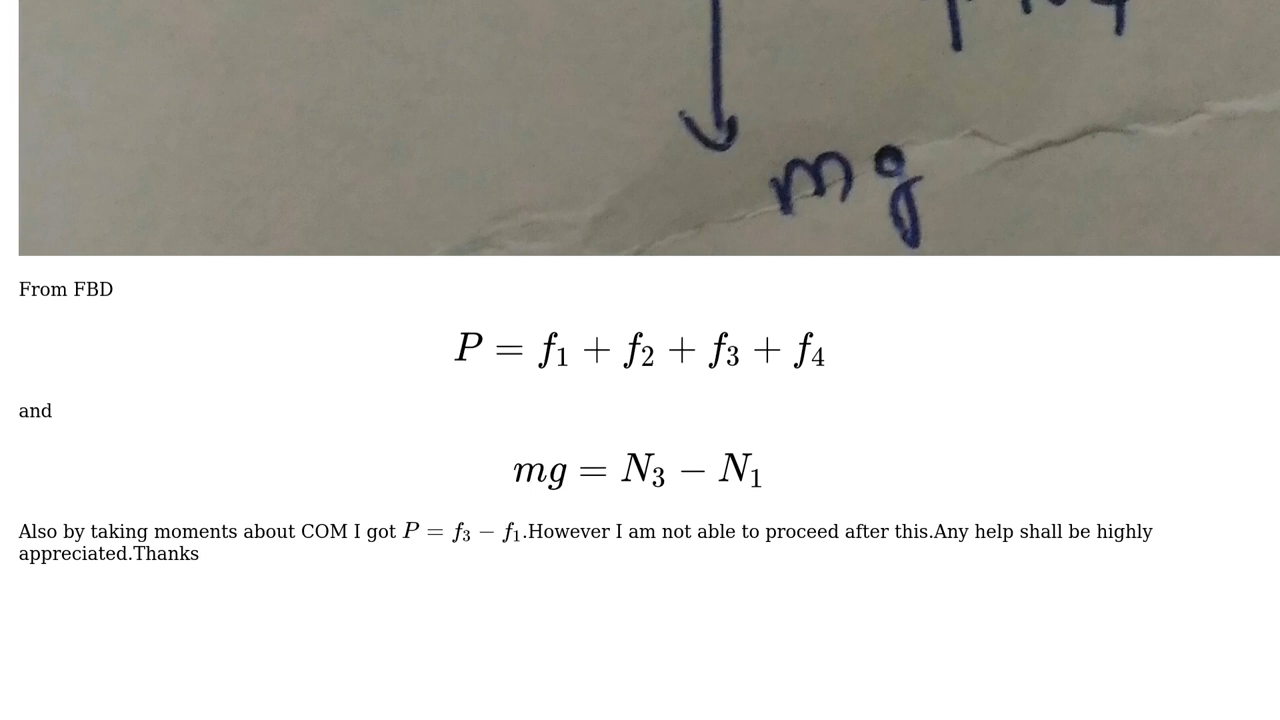 mg
From FBD
P = f₁ + f₂ + f₃ + f₄
and
mg = N₃ − N₁
Also by taking moments about COM I got P = f₃ − f₁.However I am not able to proceed after this.Any help shall be highly
appreciated.Thanks